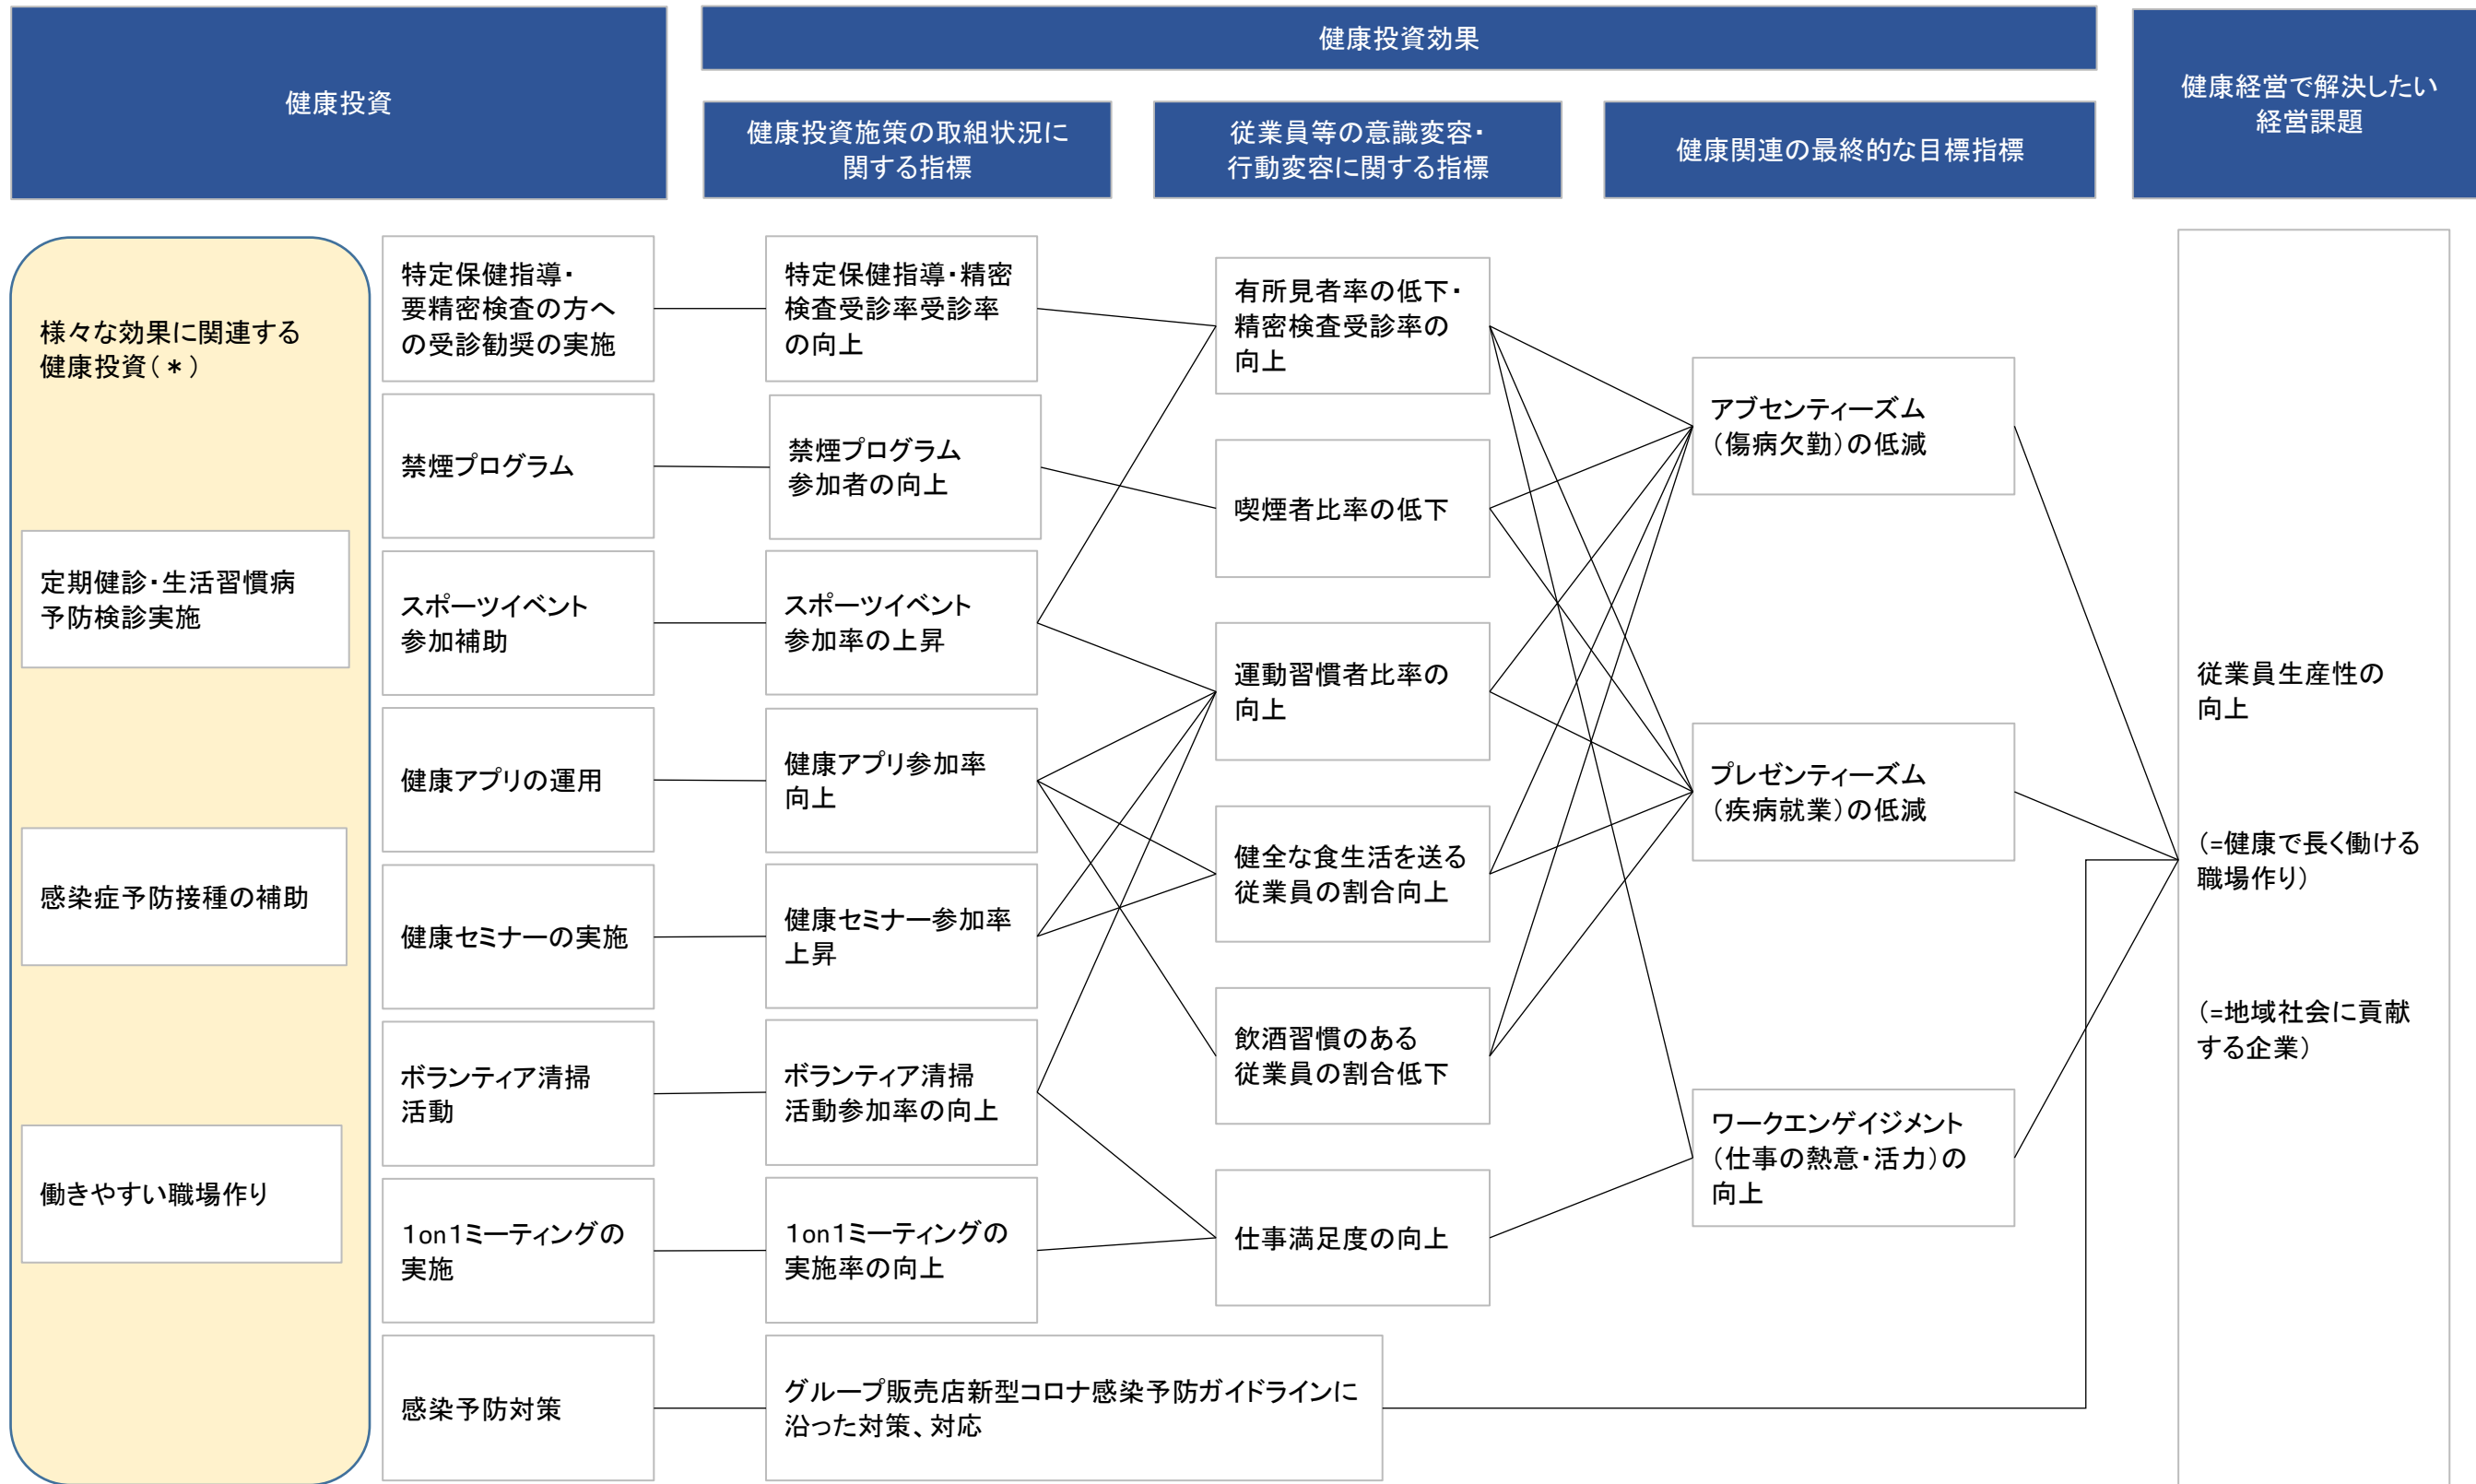 健康投資
健康投資効果
健康経営で解決したい
経営課題
健康投資施策の取組状況に
関する指標
従業員等の意識変容・
行動変容に関する指標
健康関連の最終的な目標指標
様々な効果に関連する
健康投資（＊）
定期健診・生活習慣病
予防検診実施
感染症予防接種の補助
働きやすい職場作り
特定保健指導・
要精密検査の方へ
の受診勧奨の実施
禁煙プログラム
スポーツイベント
参加補助
健康アプリの運用
健康セミナーの実施
ボランティア清掃
活動
1on1ミーティングの
実施
感染予防対策
特定保健指導・精密
検査受診率受診率
の向上
禁煙プログラム
参加者の向上
スポーツイベント
参加率の上昇
健康アプリ参加率
向上
健康セミナー参加率
上昇
ボランティア清掃
活動参加率の向上
1on1ミーティングの
実施率の向上
グループ販売店新型コロナ感染予防ガイドラインに
沿った対策、対応
有所見者率の低下・
精密検査受診率の
向上
喫煙者比率の低下
運動習慣者比率の
向上
健全な食生活を送る
従業員の割合向上
飲酒習慣のある
従業員の割合低下
仕事満足度の向上
アブセンティーズム
（傷病欠勤）の低減
プレゼンティーズム
（疾病就業）の低減
ワークエンゲイジメント
（仕事の熱意・活力）の
向上
従業員生産性の
向上
（=健康で長く働ける
職場作り）
（=地域社会に貢献
する企業）